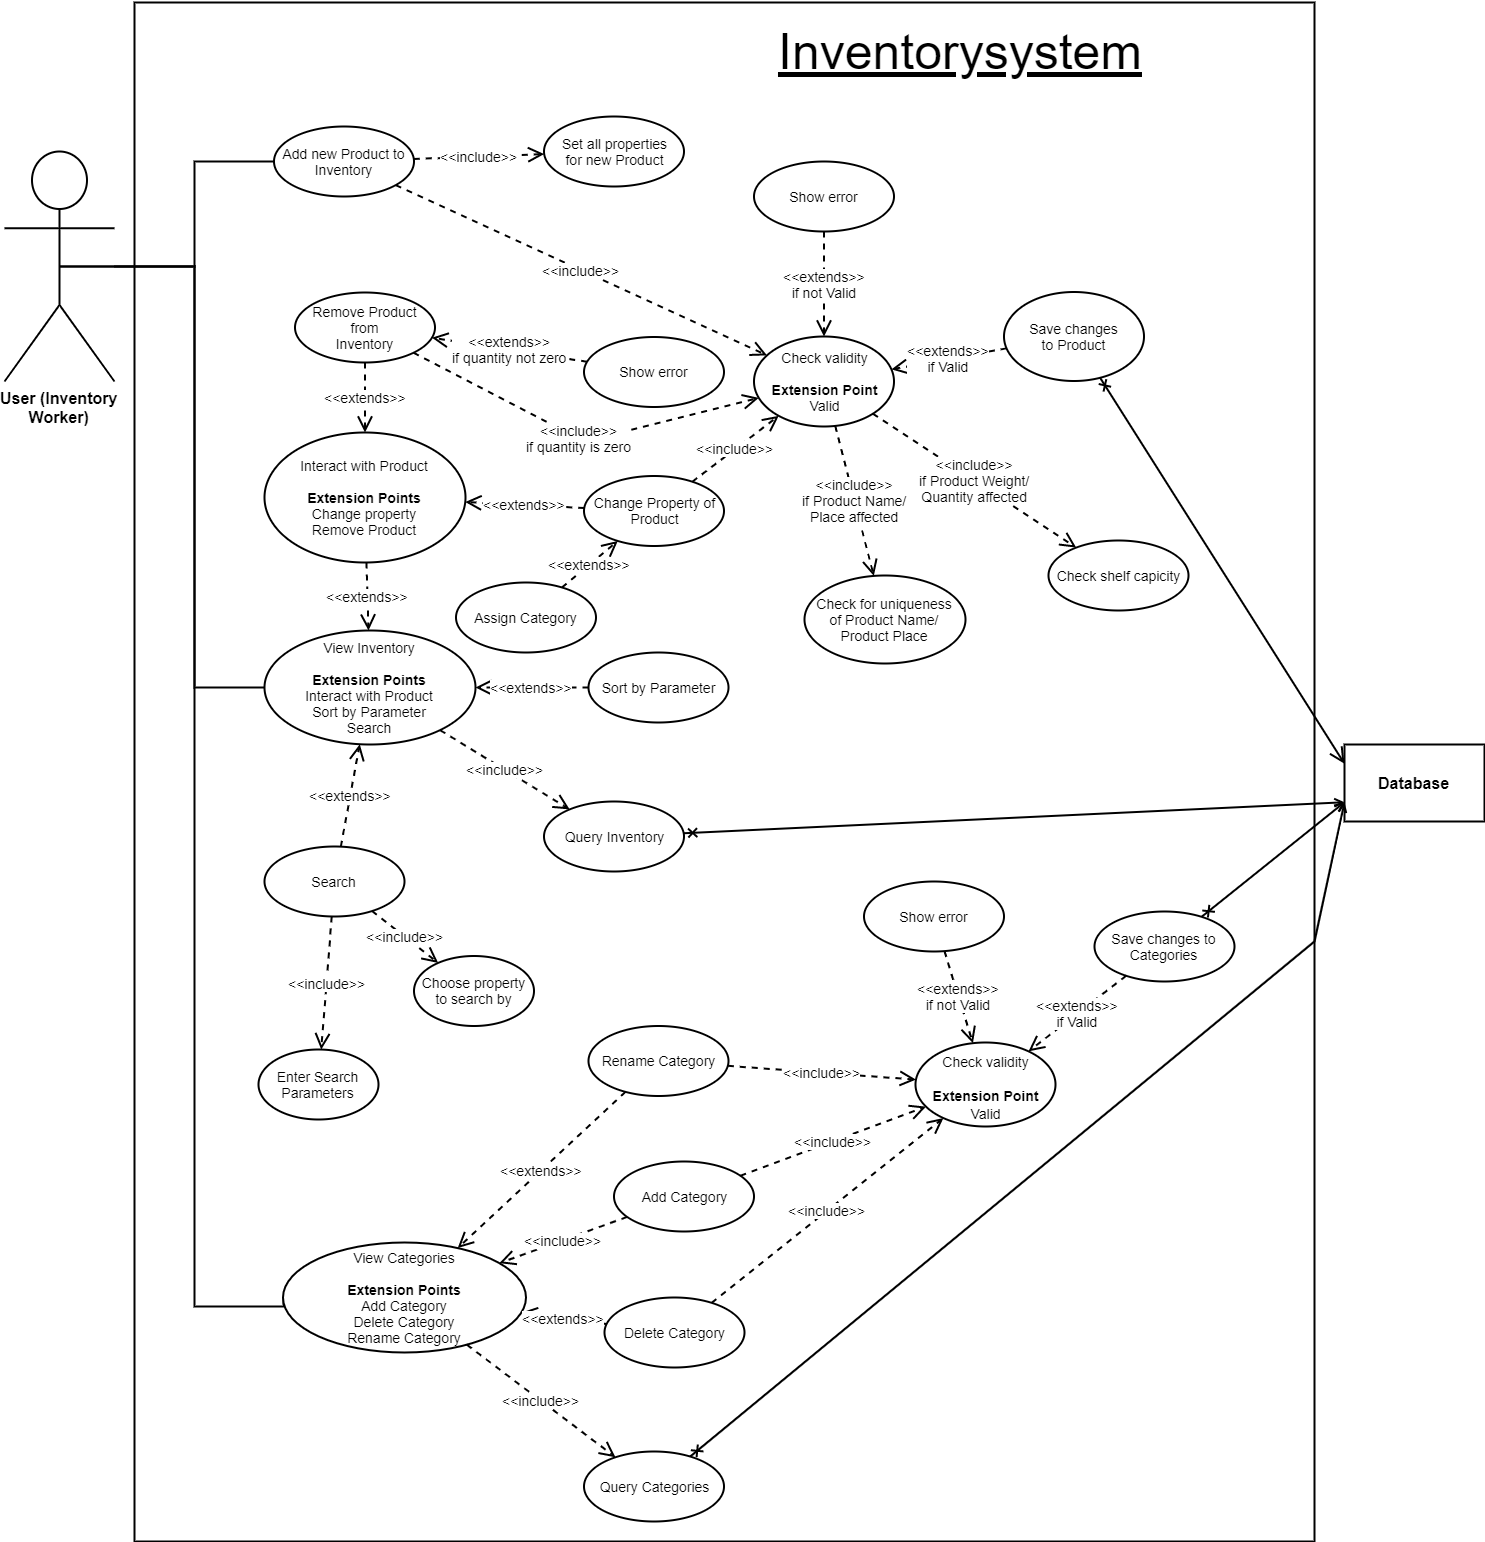 Inventorysystem
User (Inventory
Worker)
Add new Product to
Inventory
<<include>>
Set all properties
for new Product
<<include>>
Show error
<<extends>>
if not Valid
Remove Product
from
Inventory
<<extends>>
if quantity not zero
Show error
<<include>>
if quantity is zero
Check validity
Extension Point
Valid
<<extends>>
if Valid
Save changes
to Product
<<extends>>
Interact with Product
Extension Points
Change property
Remove Product
<<extends>>
Change Property of
Product
<<include>>
<<include>>
if Product Name/
Place affected
<<include>>
if Product Weight/
Quantity affected
Check for uniqueness
of Product Name/
Product Place
Check shelf capicity
<<extends>>
Assign Category
<<extends>>
View Inventory
Extension Points
Interact with Product
Sort by Parameter
Search
<<extends>>
Sort by Parameter
<<include>>
Query Inventory
Database
<<extends>>
Search
<<include>>
Choose property
to search by
<<include>>
Enter Search
Parameters
Show error
<<extends>>
if not Valid
Save changes to
Categories
<<extends>>
if Valid
Rename Category
<<include>>
Check validity
Extension Point
Valid
<<extends>>
Add Category
<<include>>
<<include>>
<<include>>
View Categories
Extension Points
Add Category
Delete Category
Rename Category
<<extends>>
Delete Category
<<include>>
Query Categories